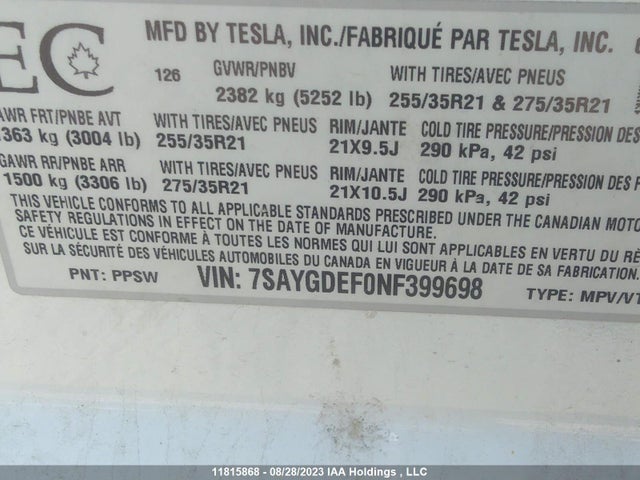 EC
MFD BY TESLA, INC./FABRIQUÉ PAR TESLA, INC.
126 GVWR/PNBV WITH TIRES/AVEC PNEUS
2382 kg (5252 lb) 255/35R21 & 275/35R21
AWR FRT/PNBE AVT WITH TIRES/AVEC PNEUS RIM/JANTE COLD TIRE PRESSURE/PRESSION DES
363 kg (3004 lb) 255/35R21 21X9.5J 290 kPa, 42 psi
GAWR RR/PNBE ARR WITH TIRES/AVEC PNEUS RIM/JANTE COLD TIRE PRESSURE/PRESSION DES P
1500 kg (3306 lb) 275/35R21 21X10.5J 290 kPa, 42 psi
THIS VEHICLE CONFORMS TO ALL APPLICABLE STANDARDS PRESCRIBED UNDER THE CANADIAN MOTO
SAFETY REGULATIONS IN EFFECT ON THE DATE OF MANUFACTURE.
CE VÉHICULE EST CONFORME À TOUTES LES NORMES QUI LUI SONT APPLICABLES EN VERTU DU RÈ
SUR LA SÉCURITÉ DES VÉHICULES AUTOMOBILES DU CANADA EN VIGUEUR À LA DATE DE SA FABRICATION.
PNT: PPSW VIN: 7SAYGDEF0NF399698 TYPE: MPV/VT
11815868 - 08/28/2023 IAA Holdings , LLC